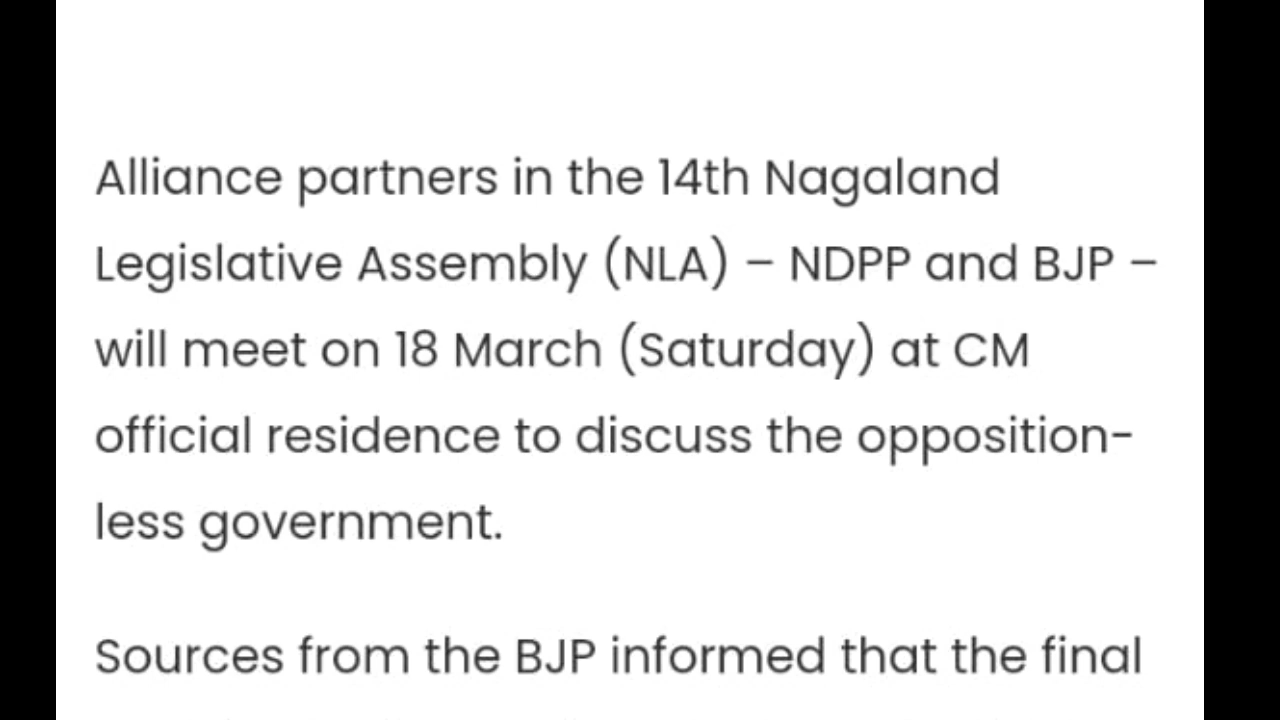 Alliance partners in the 14th Nagaland
Legislative Assembly (NLA) – NDPP and BJP –
will meet on 18 March (Saturday) at CM
official residence to discuss the opposition-
less government.
Sources from the BJP informed that the final